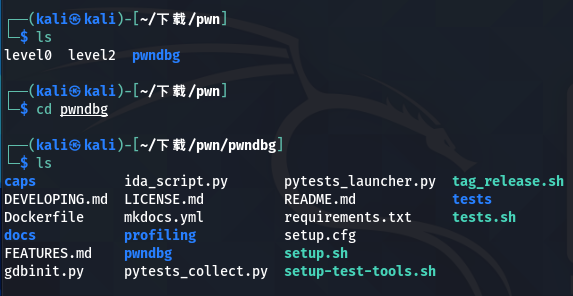 ┌──(kali㉿kali)-[~/下载/pwn]
└─$ ls
level0  level2  pwndbg
┌──(kali㉿kali)-[~/下载/pwn]
└─$ cd pwndbg
┌──(kali㉿kali)-[~/下载/pwn/pwndbg]
└─$ ls
caps           ida_script.py       pytests_launcher.py  tag_release.sh
DEVELOPING.md  LICENSE.md          README.md            tests
Dockerfile     mkdocs.yml          requirements.txt     tests.sh
docs           profiling           setup.cfg
FEATURES.md    pwndbg              setup.sh
gdbinit.py     pytests_collect.py  setup-test-tools.sh